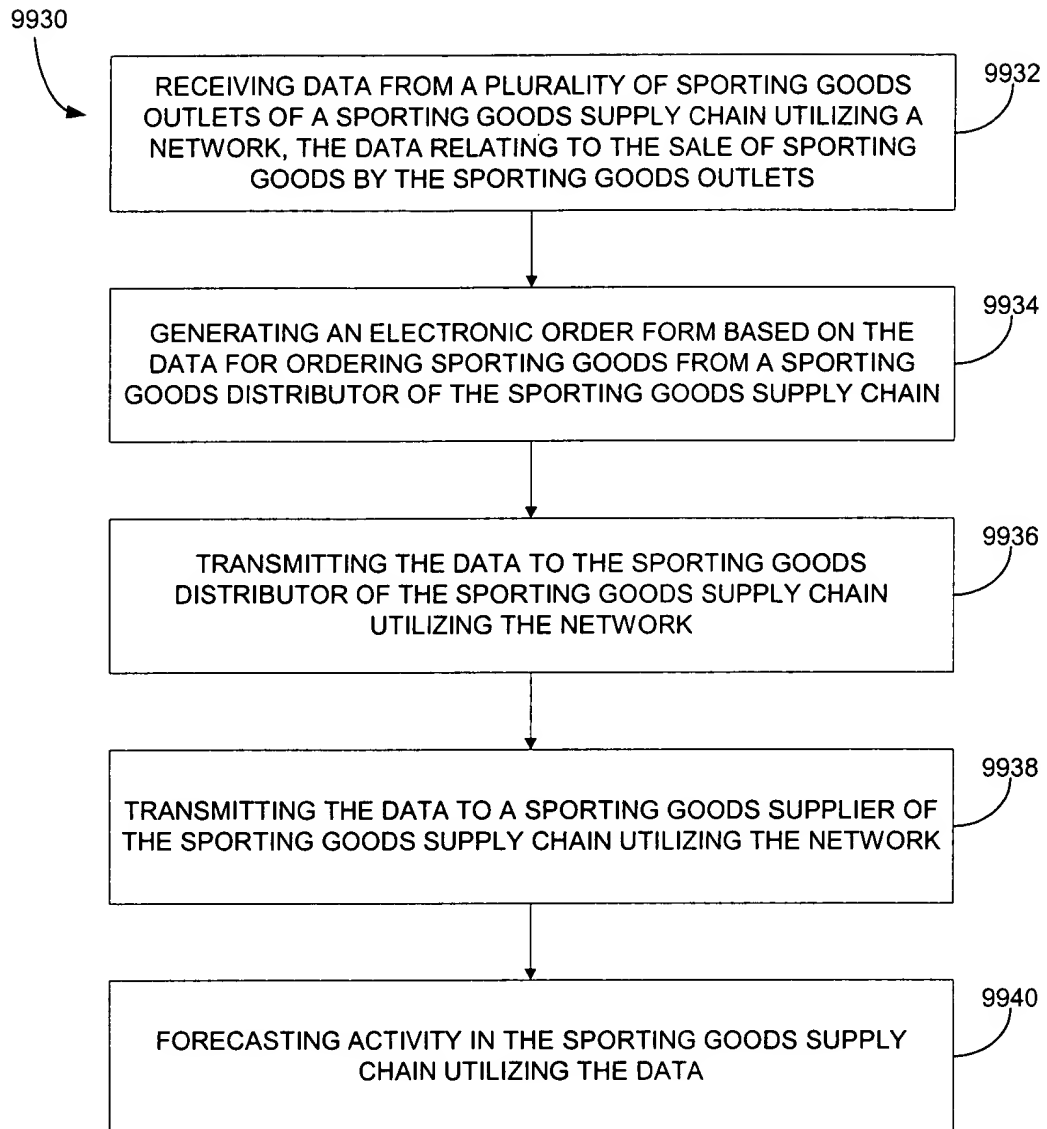 9930
RECEIVING DATA FROM A PLURALITY OF SPORTING GOODS
OUTLETS OF A SPORTING GOODS SUPPLY CHAIN UTILIZING A
NETWORK, THE DATA RELATING TO THE SALE OF SPORTING
GOODS BY THE SPORTING GOODS OUTLETS
9932
GENERATING AN ELECTRONIC ORDER FORM BASED ON THE
DATA FOR ORDERING SPORTING GOODS FROM A SPORTING
GOODS DISTRIBUTOR OF THE SPORTING GOODS SUPPLY CHAIN
9934
TRANSMITTING THE DATA TO THE SPORTING GOODS
DISTRIBUTOR OF THE SPORTING GOODS SUPPLY CHAIN
UTILIZING THE NETWORK
9936
TRANSMITTING THE DATA TO A SPORTING GOODS SUPPLIER OF
THE SPORTING GOODS SUPPLY CHAIN UTILIZING THE NETWORK
9938
FORECASTING ACTIVITY IN THE SPORTING GOODS SUPPLY
CHAIN UTILIZING THE DATA
9940